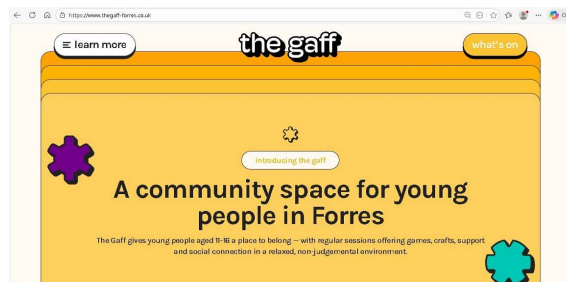 https://www.thegaff-forres.co.uk
learn more
the gaff
what's on
introducing the gaff
A community space for young
people in Forres
The Gaff gives young people aged 11-16 a place to belong — with regular sessions offering games, crafts, support
and social connection in a relaxed, non-judgemental environment.